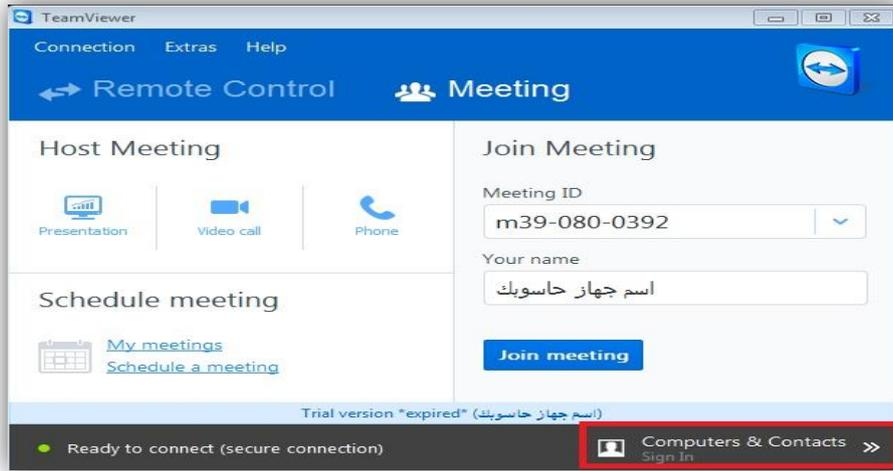 TeamViewer
Connection Extras Help
Remote Control Meeting
Host Meeting
Presentation Video call Phone
Schedule meeting
My meetings
Schedule a meeting
Join Meeting
Meeting ID
m39-080-0392
Your name
اسم جهاز حاسوبك
Join meeting
Trial version *expired* (اسم جهاز حاسوبك)
Ready to connect (secure connection)
Computers & Contacts
Sign In